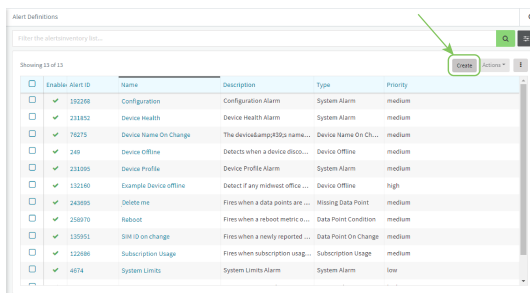 Alert Definitions
Filter the alertinventory list...
Showing 13 of 13
Create Actions
Enable Alert ID Name Description Type Priority
192268 Configuration Configuration Alarm System Alarm medium
231852 Device Health Device Health Alarm System Alarm medium
76275 Device Name On Change The device&amp;#39;s name... Device Name On Ch... medium
249 Device Offline Detects when a device disco... Device Offline medium
231095 Device Profile Device Profile Alarm System Alarm medium
132160 Example Device offline Detect if any midwest office ... Device Offline high
243695 Delete me Fires when a data points are ... Missing Data Point medium
258970 Raboot Fires when a reboot metric o... Data Point Condition medium
135951 SIM ID on change Fires when a newly reported ... Data Point On Change medium
122686 Subscription Usage Fires when subscription usag... Subscription Usage medium
4674 System Limits System Limits Alarm System Alarm low